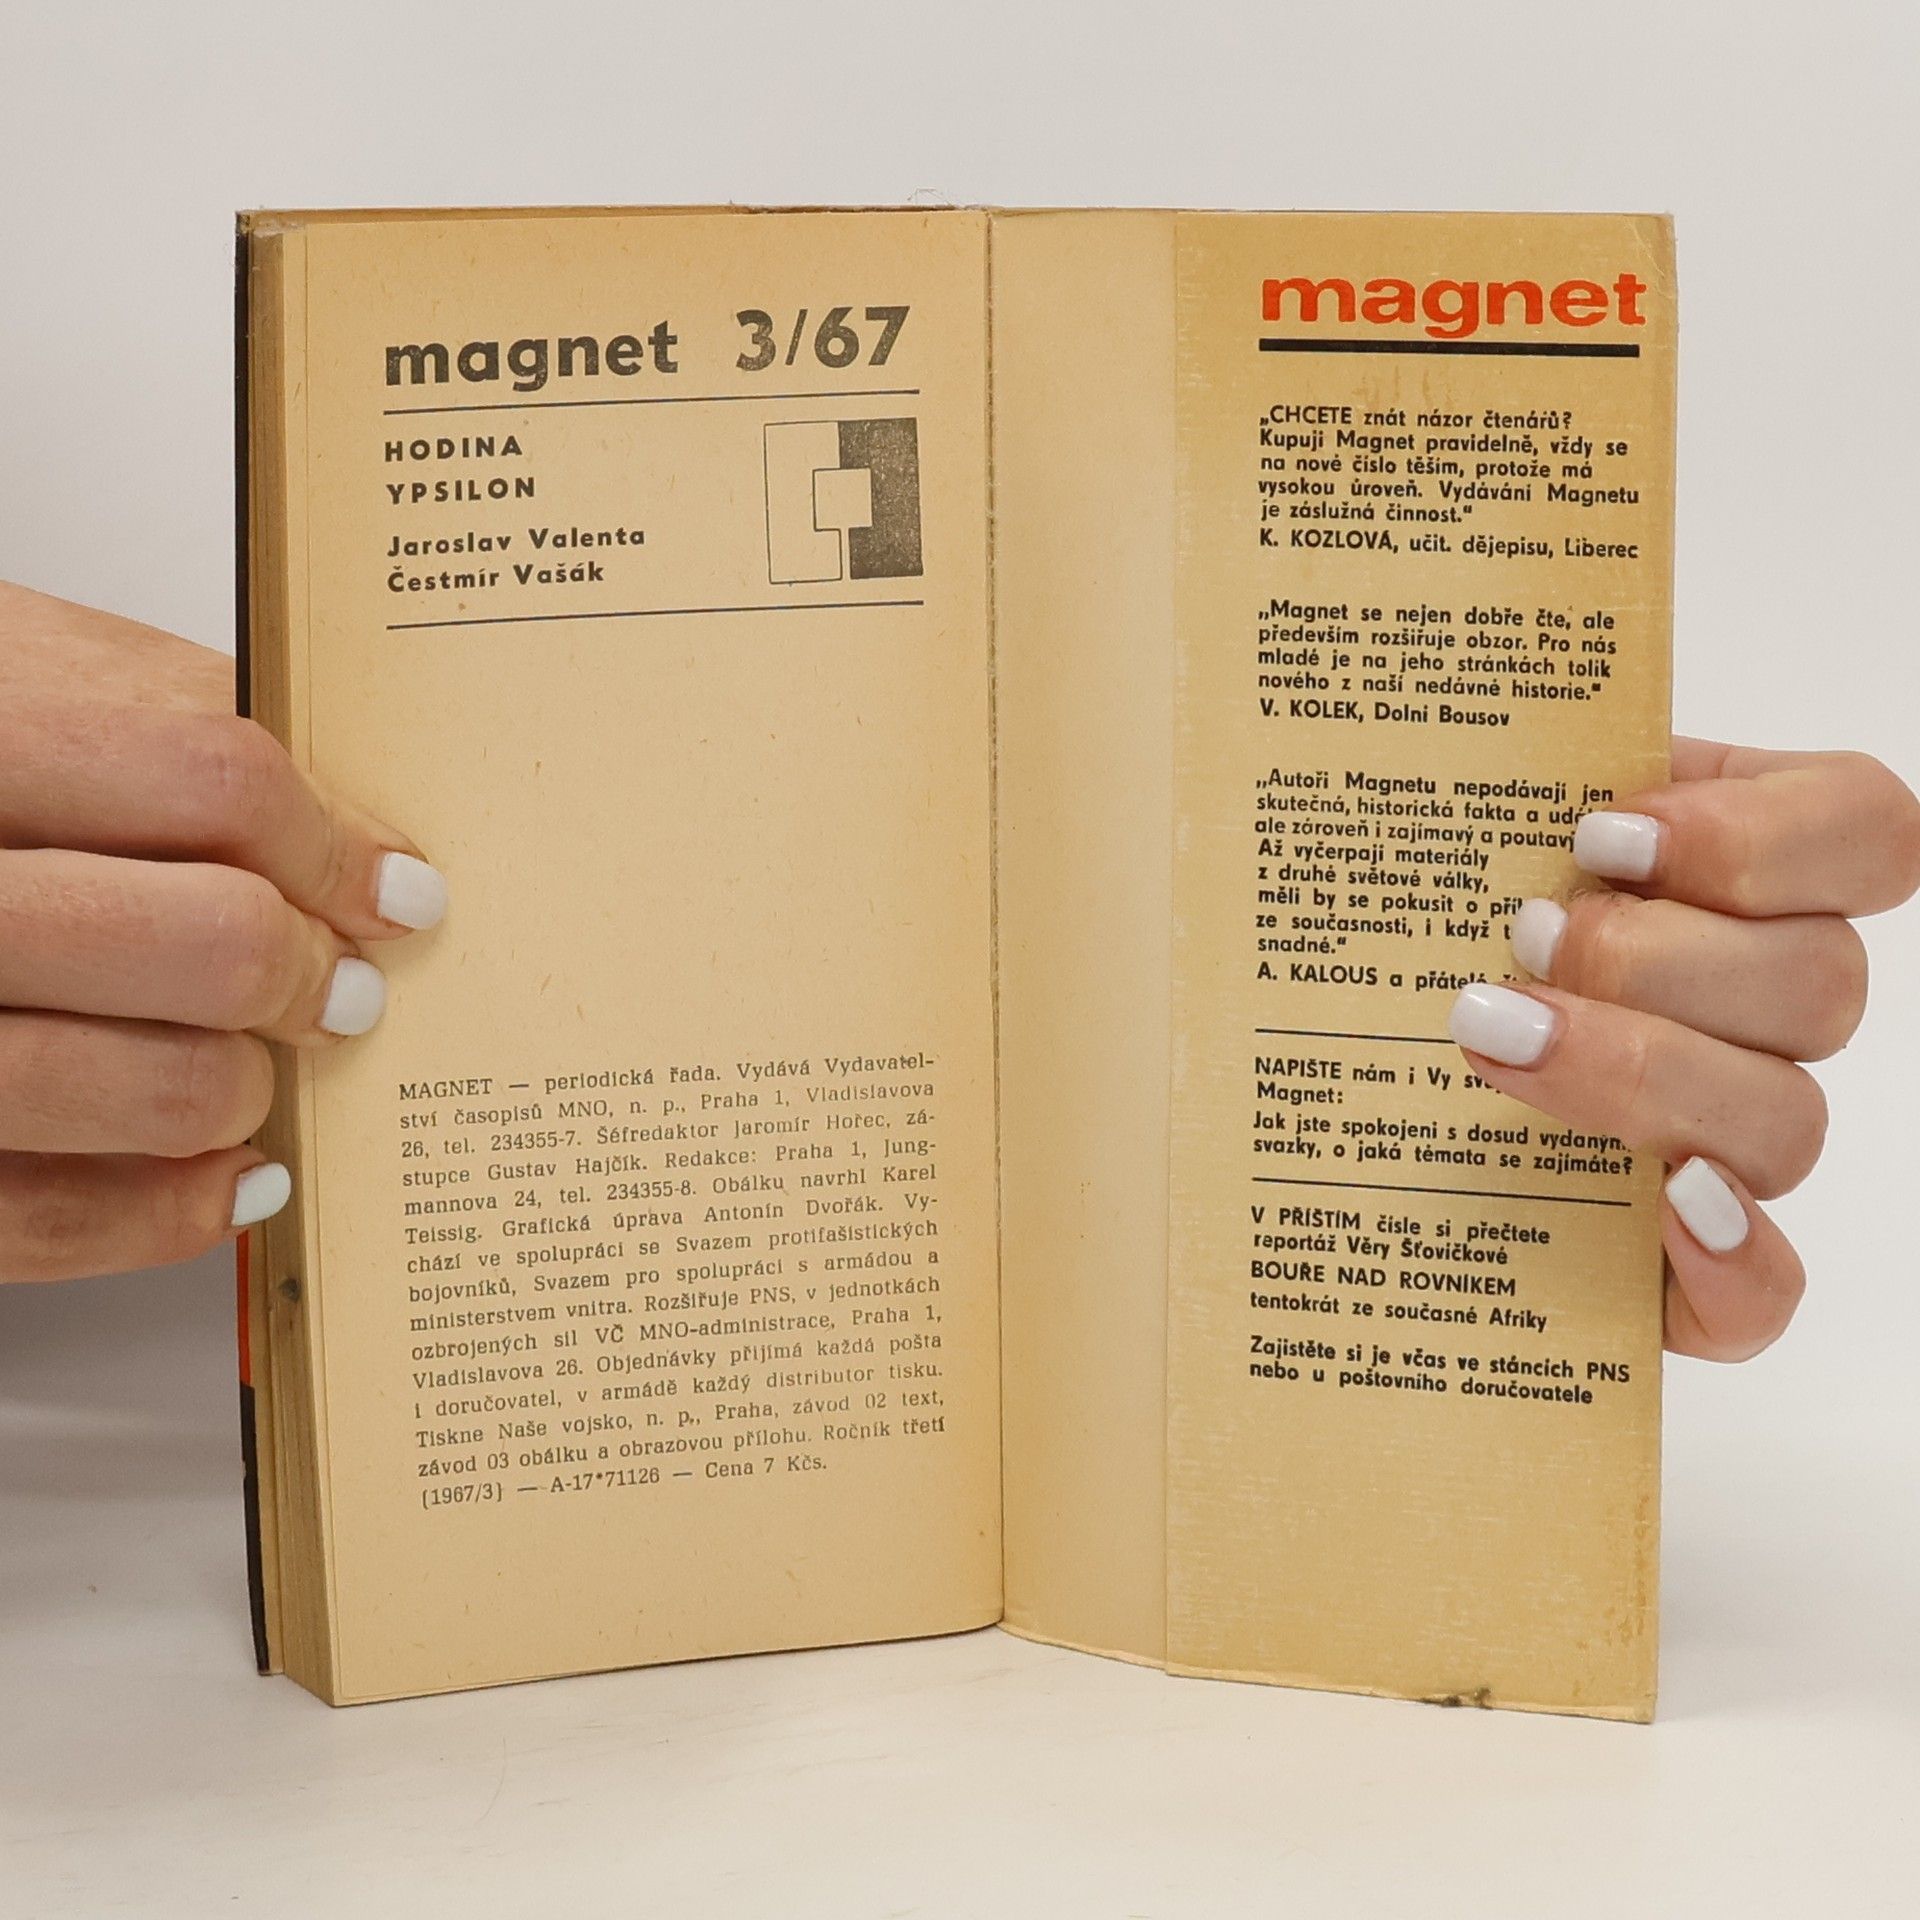 magnet 3/67
HODINA
YPSILON
Jaroslav Valenta
Čestmír Vašák
MAGNET — periodická řada. Vydává Vydavatel-
ství časopisů MNO, n. p., Praha 1, Vladislavova
26, tel. 234355-7. Šéfredaktor Jaromír Hořec, zá-
stupce Gustav Hajčík. Redakce: Praha 1, Jung-
mannova 24, tel. 234355-8. Obálku navrhl Karel
Teissig. Grafická úprava Antonín Dvořák. Vy-
chází ve spolupráci se Svazem protifašistických
bojovníků, Svazem pro spolupráci s armádou a
ministerstvem vnitra. Rozšiřuje PNS, v jednotkách
ozbrojených sil VČ MNO-administrace, Praha 1,
Vladislavova 26. Objednávky přijímá každá pošta
i doručovatel, v armádě každý distributor tisku.
Tiskne Naše vojsko, n. p., Praha, závod 02 text,
závod 03 obálku a obrazovou přílohu. Ročník třetí
(1967/3) — A-17*71126 — Cena 7 Kčs.
magnet
„CHCETE znát názor čtenářů?
Kupuji Magnet pravidelně, vždy se
na nové číslo těším, protože má
vysokou úroveň. Vydávání Magnetu
je záslužná činnost.“
K. KOZLOVÁ, učit. dějepisu, Liberec
„Magnet se nejen dobře čte, ale
především rozšiřuje obzor. Pro nás
mladé je na jeho stránkách tolik
nového z naší nedávné historie.“
V. KOLEK, Dolní Bousov
„Autoři Magnetu nepodávají jen
skutečná, historická fakta a
ale zároveň i zajímavý a
Až vyčerpají materiály
z druhé světové války,
měli by se pokusit o
ze současnosti, i když
snadné.“
A. KALOUS a
NAPIŠTE nám i Vy
Magnet:
Jak jste spokojeni s dosud
svazky, o jaká témata se zajímáte?
V PŘÍŠTÍM čísle si přečtete
reportáž Věry Šťovíčkové
BOUŘE NAD ROVNÍKEM
tentokrát ze současné Afriky
Zajistěte si je včas ve stáncích PNS
nebo u poštovního doručovatele